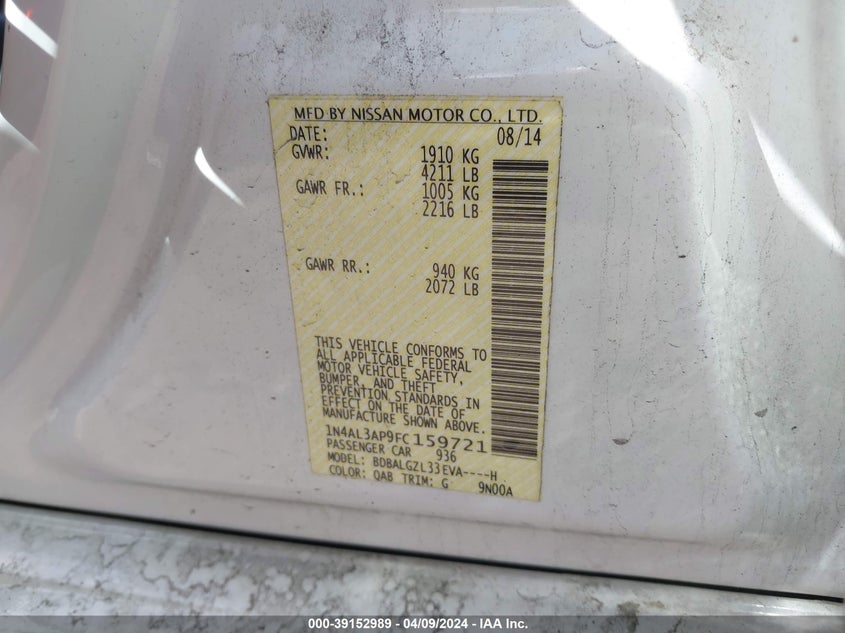 MFD BY NISSAN MOTOR CO., LTD.
DATE: 08/14
GVWR: 1910 KG
4211 LB
GAWR FR.: 1005 KG
2216 LB
GAWR RR.: 940 KG
2072 LB
THIS VEHICLE CONFORMS TO
ALL APPLICABLE FEDERAL
MOTOR VEHICLE SAFETY,
BUMPER, AND THEFT
PREVENTION STANDARDS IN
EFFECT ON THE DATE OF
MANUFACTURE SHOWN ABOVE.
1N4AL3AP9FC159721
PASSENGER CAR 936
MODEL: BDBALGZL33EVA----H
COLOR: QAB TRIM: G 9N00A
000-39152989 - 04/09/2024 - IAA Inc.